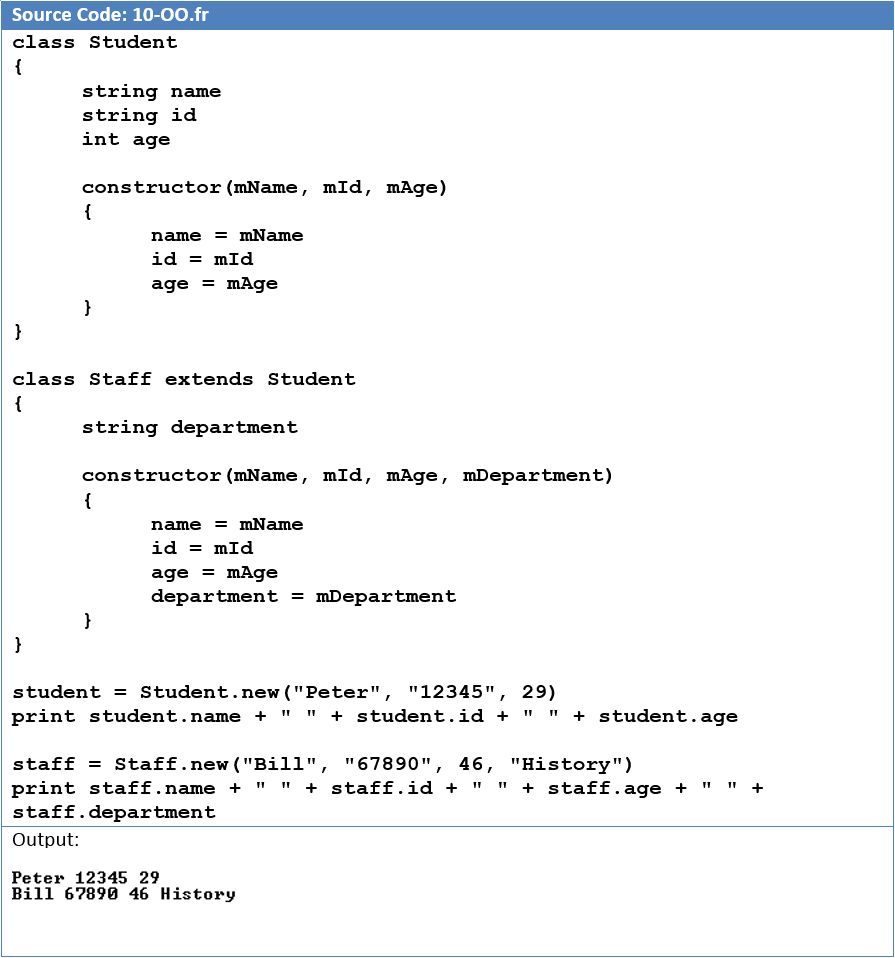 Source Code: 10-OO.fr
class Student
{
string name
string id
int age
constructor(mName, mId, mAge)
{
name = mName
id = mId
age = mAge
}
}
class Staff extends Student
{
string department
constructor(mName, mId, mAge, mDepartment)
{
name = mName
id = mId
age = mAge
department = mDepartment
}
}
student = Student.new("Peter", "12345", 29)
print student.name + " " + student.id + " " + student.age
staff = Staff.new("Bill", "67890", 46, "History")
print staff.name + " " + staff.id + " " + staff.age + " " +
staff.department
Output:
Peter 12345 29
Bill 67890 46 History